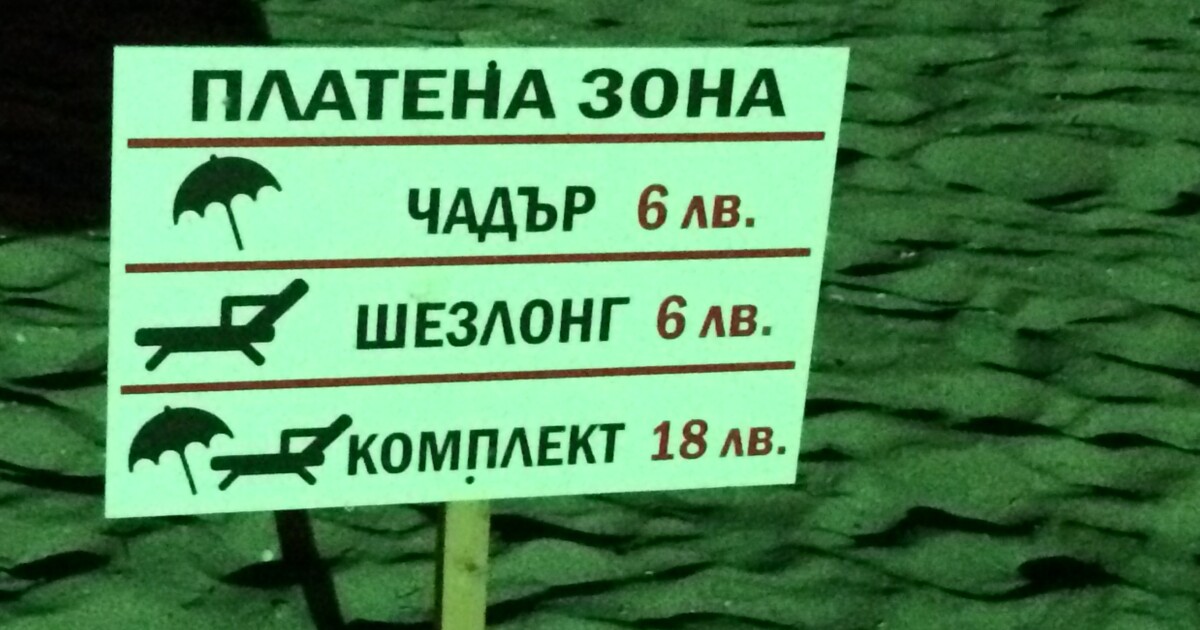 ПЛАТЕНА ЗОНА
ЧАДЪР 6 лв.
ШЕЗЛОНГ 6 лв.
КОМПЛЕКТ 18 лв.